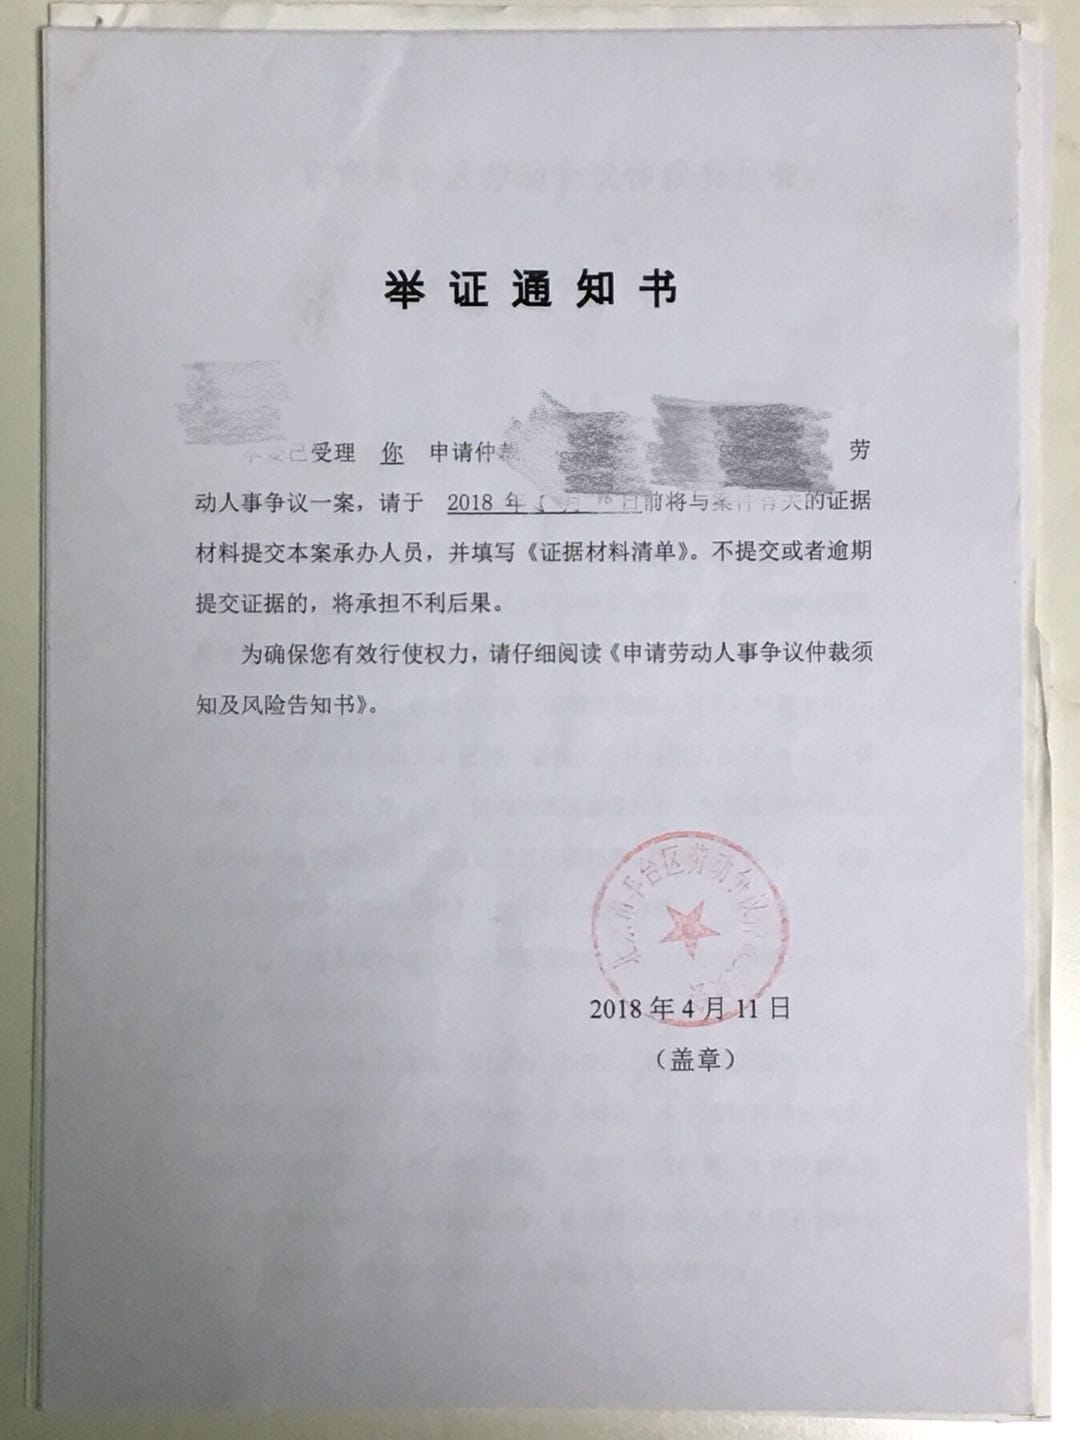 举证通知书
已受理 你 申请仲裁 劳
动人事争议一案，请于 2018 年 月 日前将与案件有关的证据
材料提交本案承办人员，并填写《证据材料清单》。不提交或者逾期
提交证据的，将承担不利后果。
为确保您有效行使权力，请仔细阅读《申请劳动人事争议仲裁须
知及风险告知书》。
北京市丰台区劳动争议仲裁委员会
2018 年 4 月 11 日
（盖章）